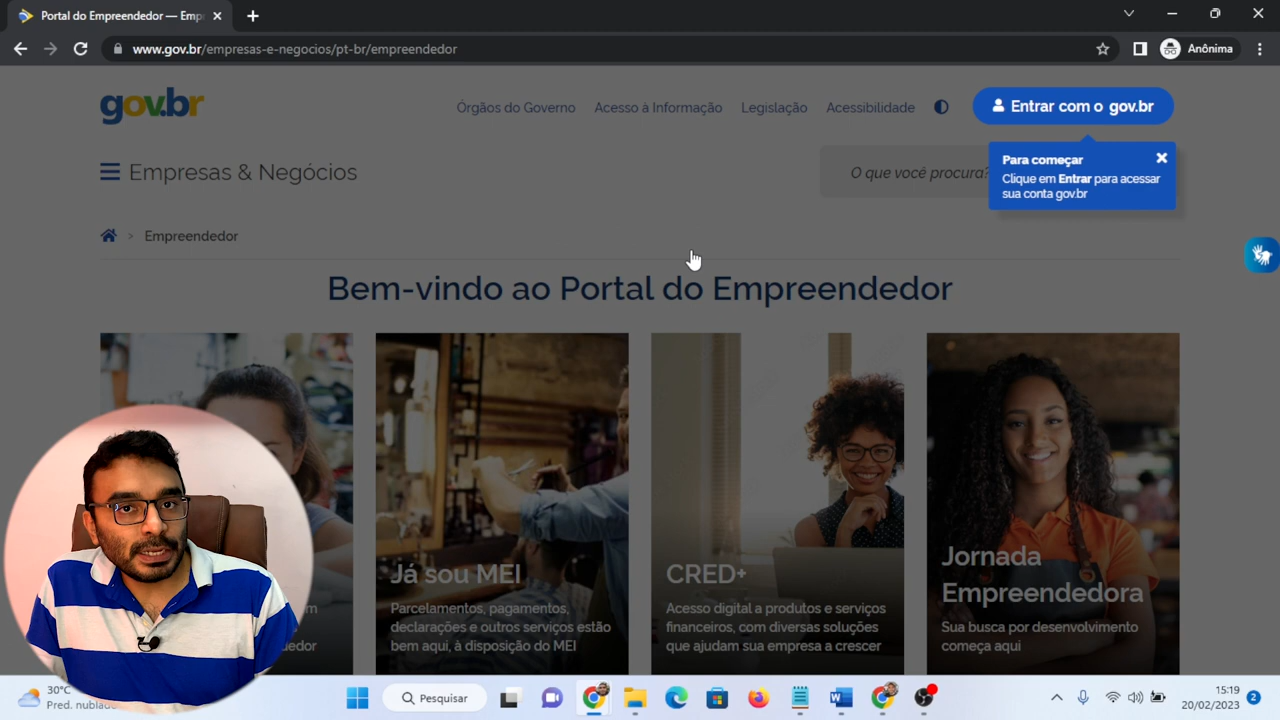 Portal do Empreendedor — Emp
www.gov.br/empresas-e-negocios/pt-br/empreendedor
Anônima
gov.br
Órgãos do Governo
Acesso à Informação
Legislação
Acessibilidade
Entrar com o gov.br
Para começar
Clique em Entrar para acessar
sua conta gov.br
Empresas & Negócios
O que você procura?
Empreendedor
Bem-vindo ao Portal do Empreendedor
Já sou MEI
Parcelamentos, pagamentos,
declarações e outros serviços estão
bem aqui, à disposição do MEI
CRED+
Acesso digital a produtos e serviços
financeiros, com diversas soluções
que ajudam sua empresa a crescer
Jornada
Empreendedora
Sua busca por desenvolvimento
começa aqui
30°C
Pred. nublado
Pesquisar
15:19
20/02/2023
2